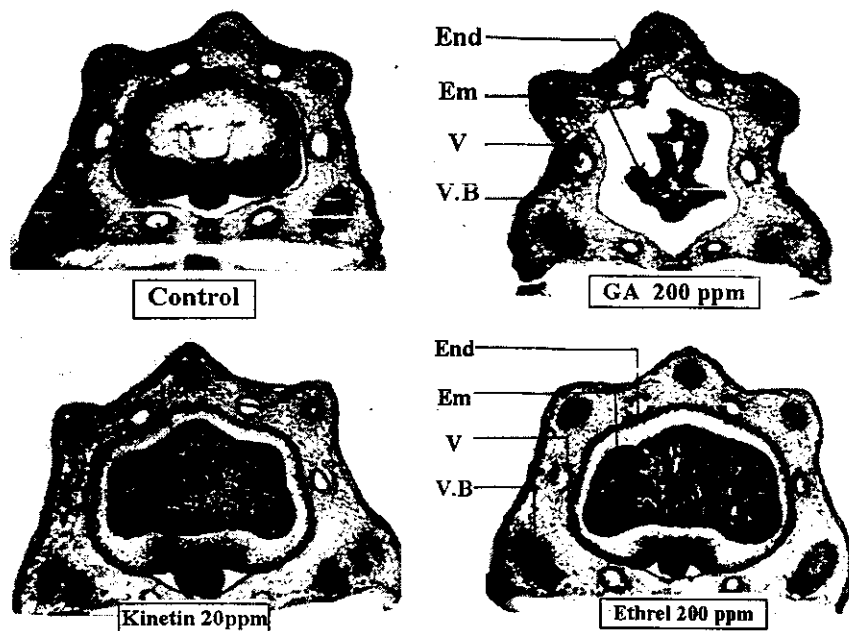 End
Em
V
V.B
Control
GA 200 ppm
End
Em
V
V.B
Kinetin 20ppm
Ethrel 200 ppm